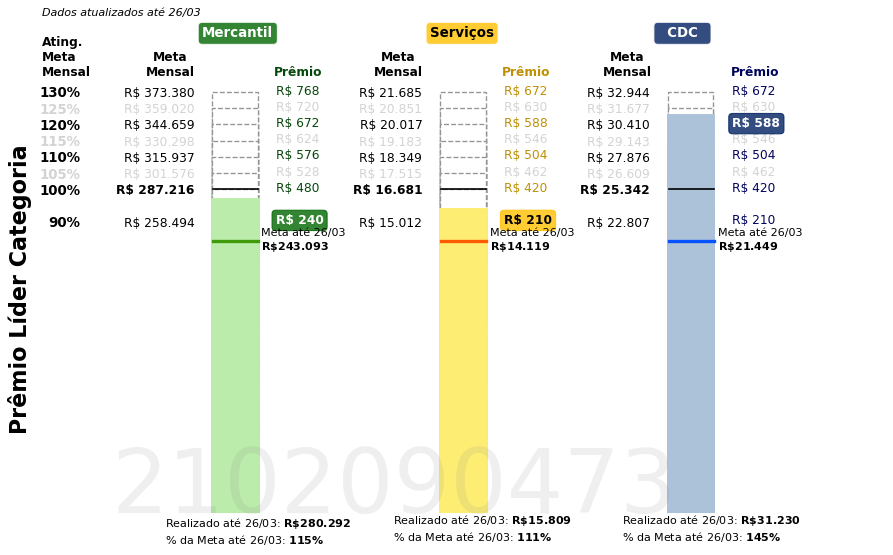 Dados atualizados até 26/03
Mercantil Serviços CDC
Ating.
Meta Meta Meta Meta
Mensal Mensal Prêmio Mensal Prêmio Mensal Prêmio
130% R$ 373.380 R$ 768 R$ 21.685 R$ 672 R$ 32.944 R$ 672
125% R$ 359.020 R$ 720 R$ 20.851 R$ 630 R$ 31.677 R$ 630
120% R$ 344.659 R$ 672 R$ 20.017 R$ 588 R$ 30.410 R$ 588
115% R$ 330.298 R$ 624 R$ 19.183 R$ 546 R$ 29.143 R$ 546
110% R$ 315.937 R$ 576 R$ 18.349 R$ 504 R$ 27.876 R$ 504
105% R$ 301.576 R$ 528 R$ 17.515 R$ 462 R$ 26.609 R$ 462
100% R$ 287.216 R$ 480 R$ 16.681 R$ 420 R$ 25.342 R$ 420
90% R$ 258.494 R$ 240 R$ 15.012 R$ 210 R$ 22.807 R$ 210
Meta até 26/03 Meta até 26/03 Meta até 26/03
R$243.093 R$14.119 R$21.449
Prêmio Líder Categoria
2102090473
Realizado até 26/03: R$280.292 Realizado até 26/03: R$15.809 Realizado até 26/03: R$31.230
% da Meta até 26/03: 115% % da Meta até 26/03: 111% % da Meta até 26/03: 145%